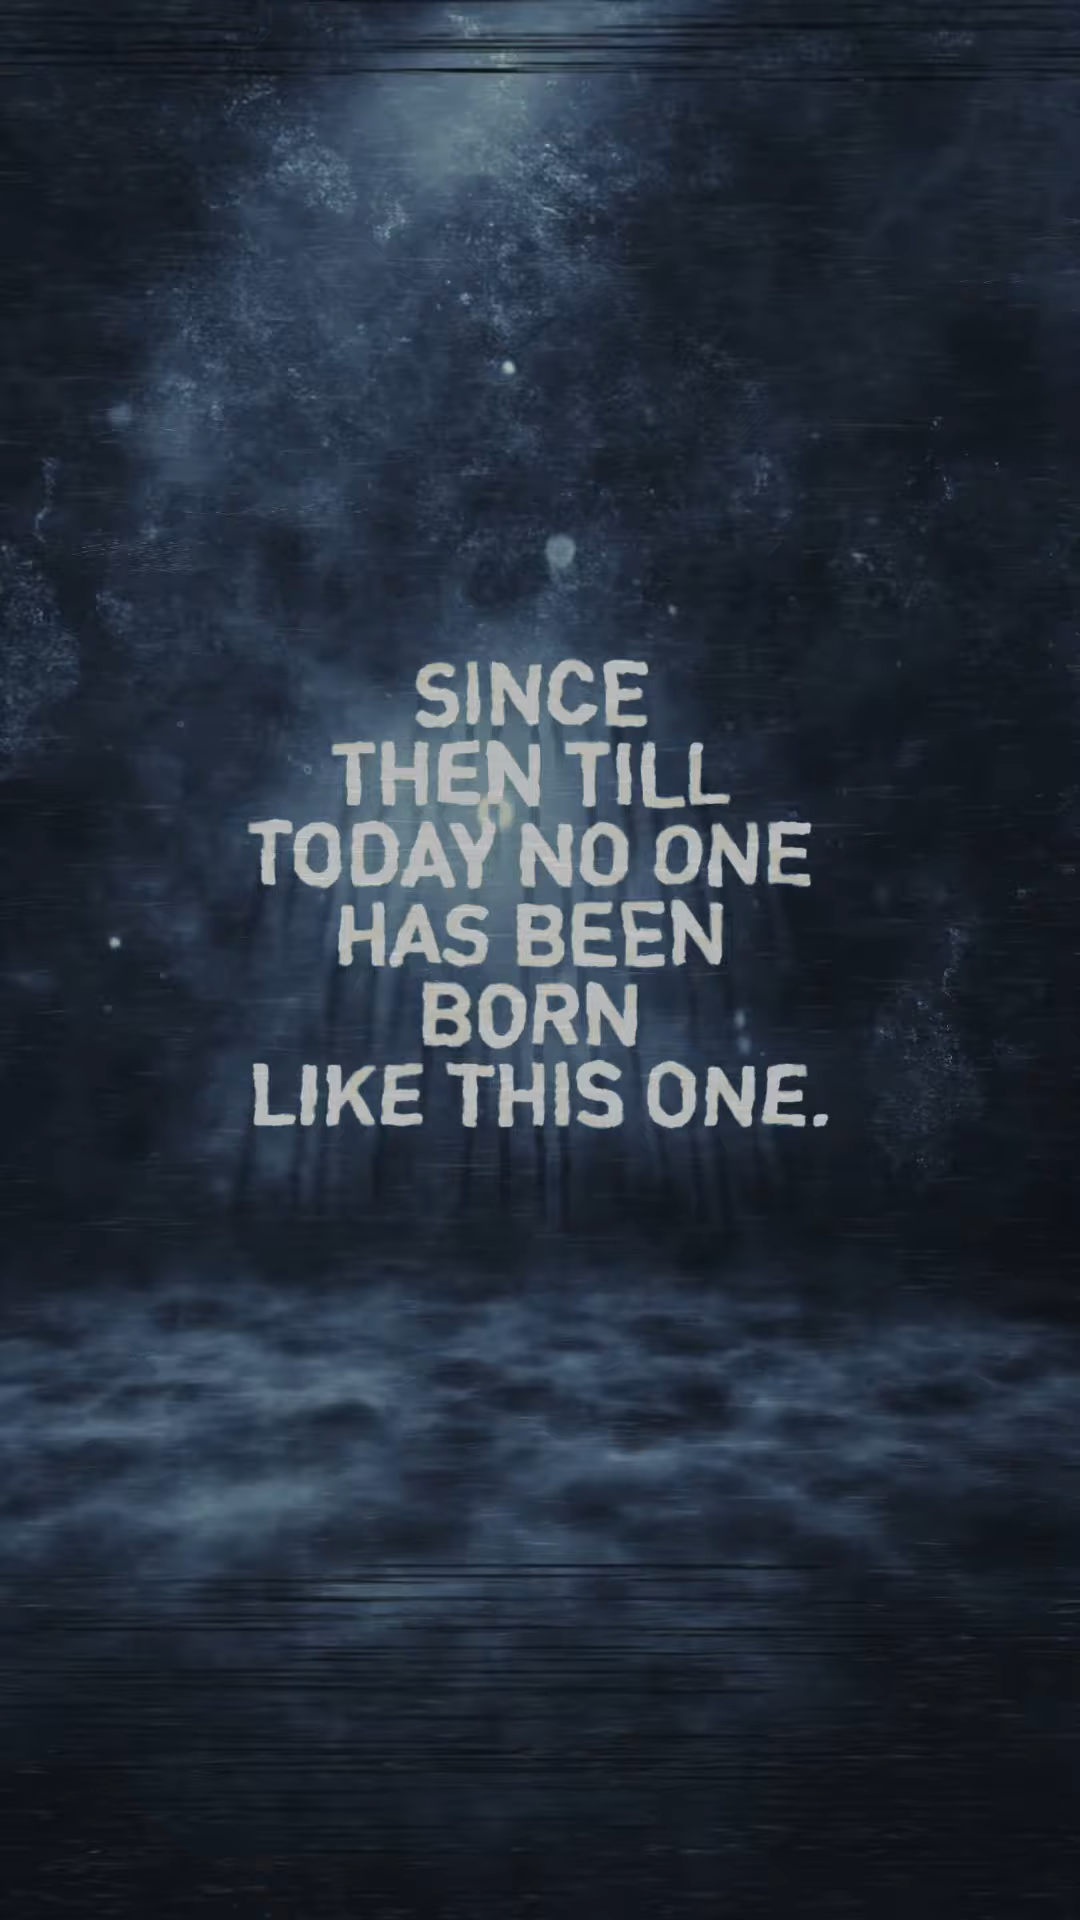 SINCE
THEN TILL
TODAY NO ONE
HAS BEEN
BORN
LIKE THIS ONE.